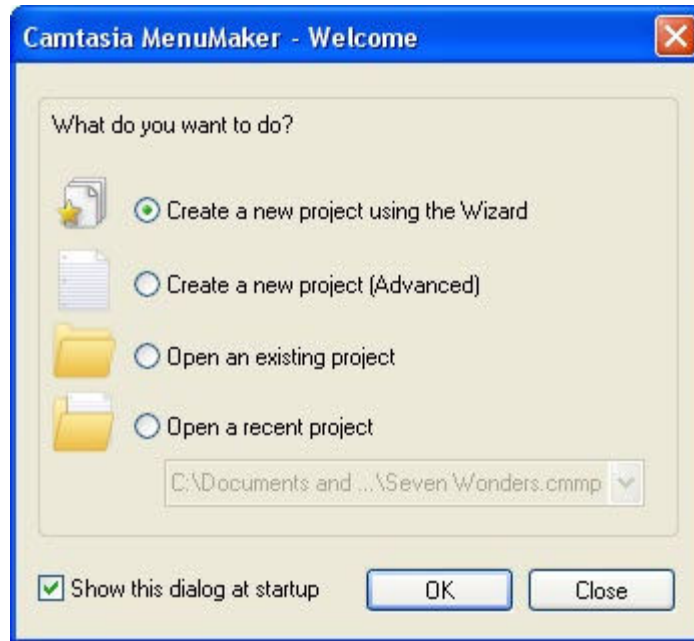 Camtasia MenuMaker - Welcome
What do you want to do?
Create a new project using the Wizard
Create a new project (Advanced)
Open an existing project
Open a recent project
C:\Documents and ...\Seven Wonders.cmmp
Show this dialog at startup
OK
Close